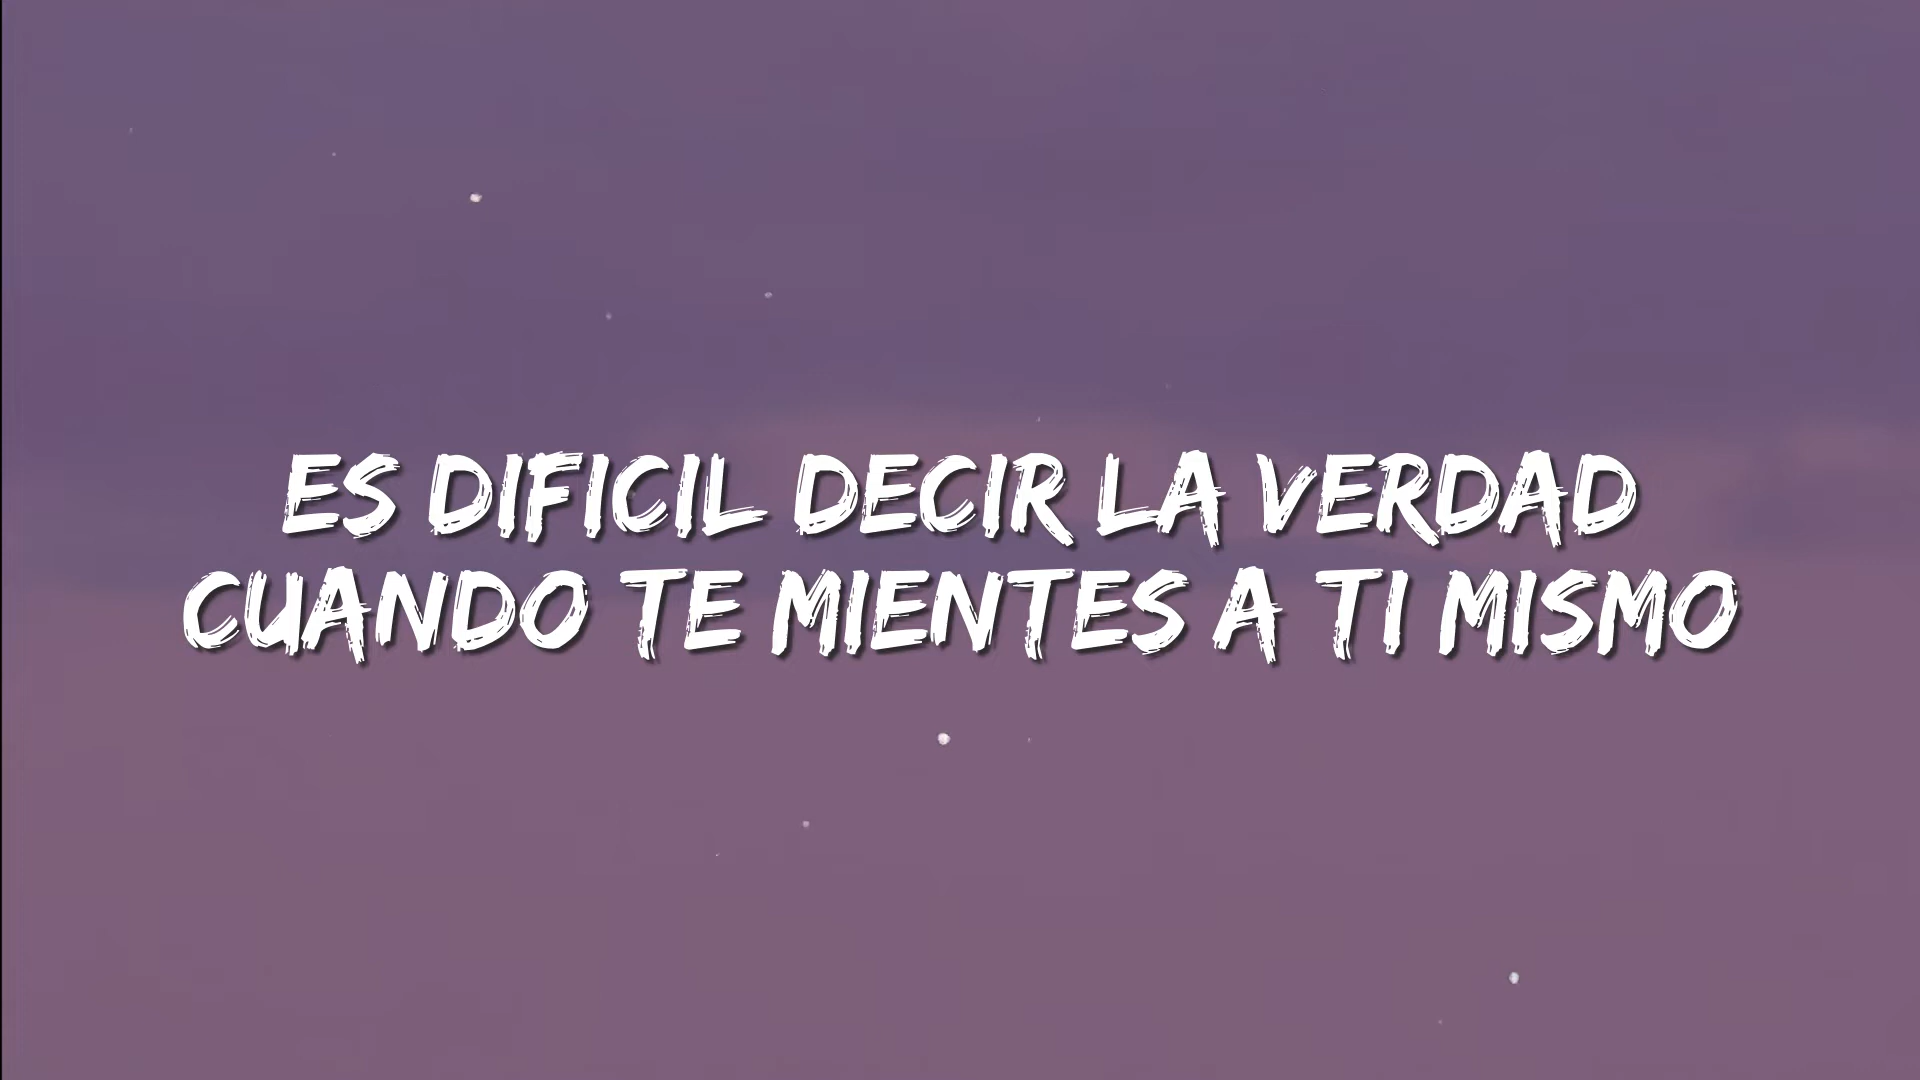 ES DIFICIL DECIR LA VERDAD
CUANDO TE MIENTES A TI MISMO